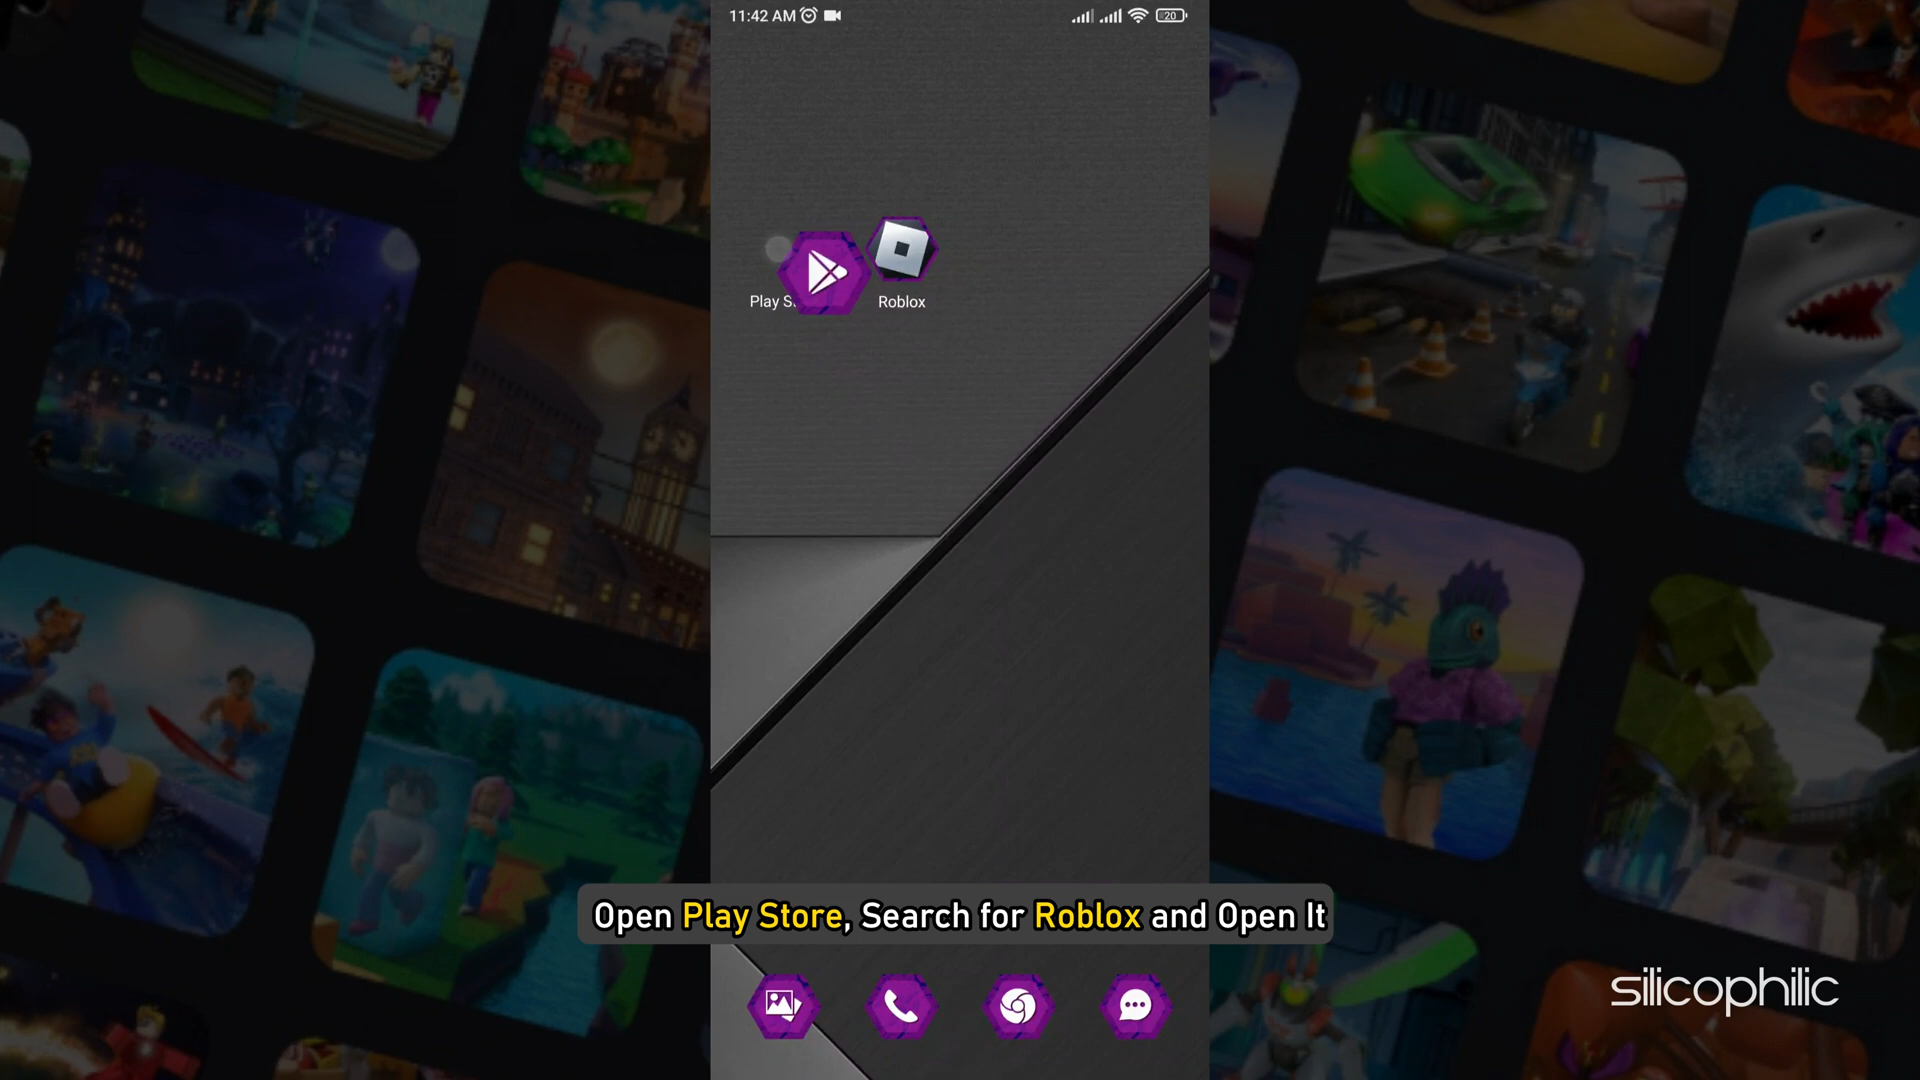 11:42 AM
20
Play S
Roblox
Open Play Store, Search for Roblox and Open It
silicophilic